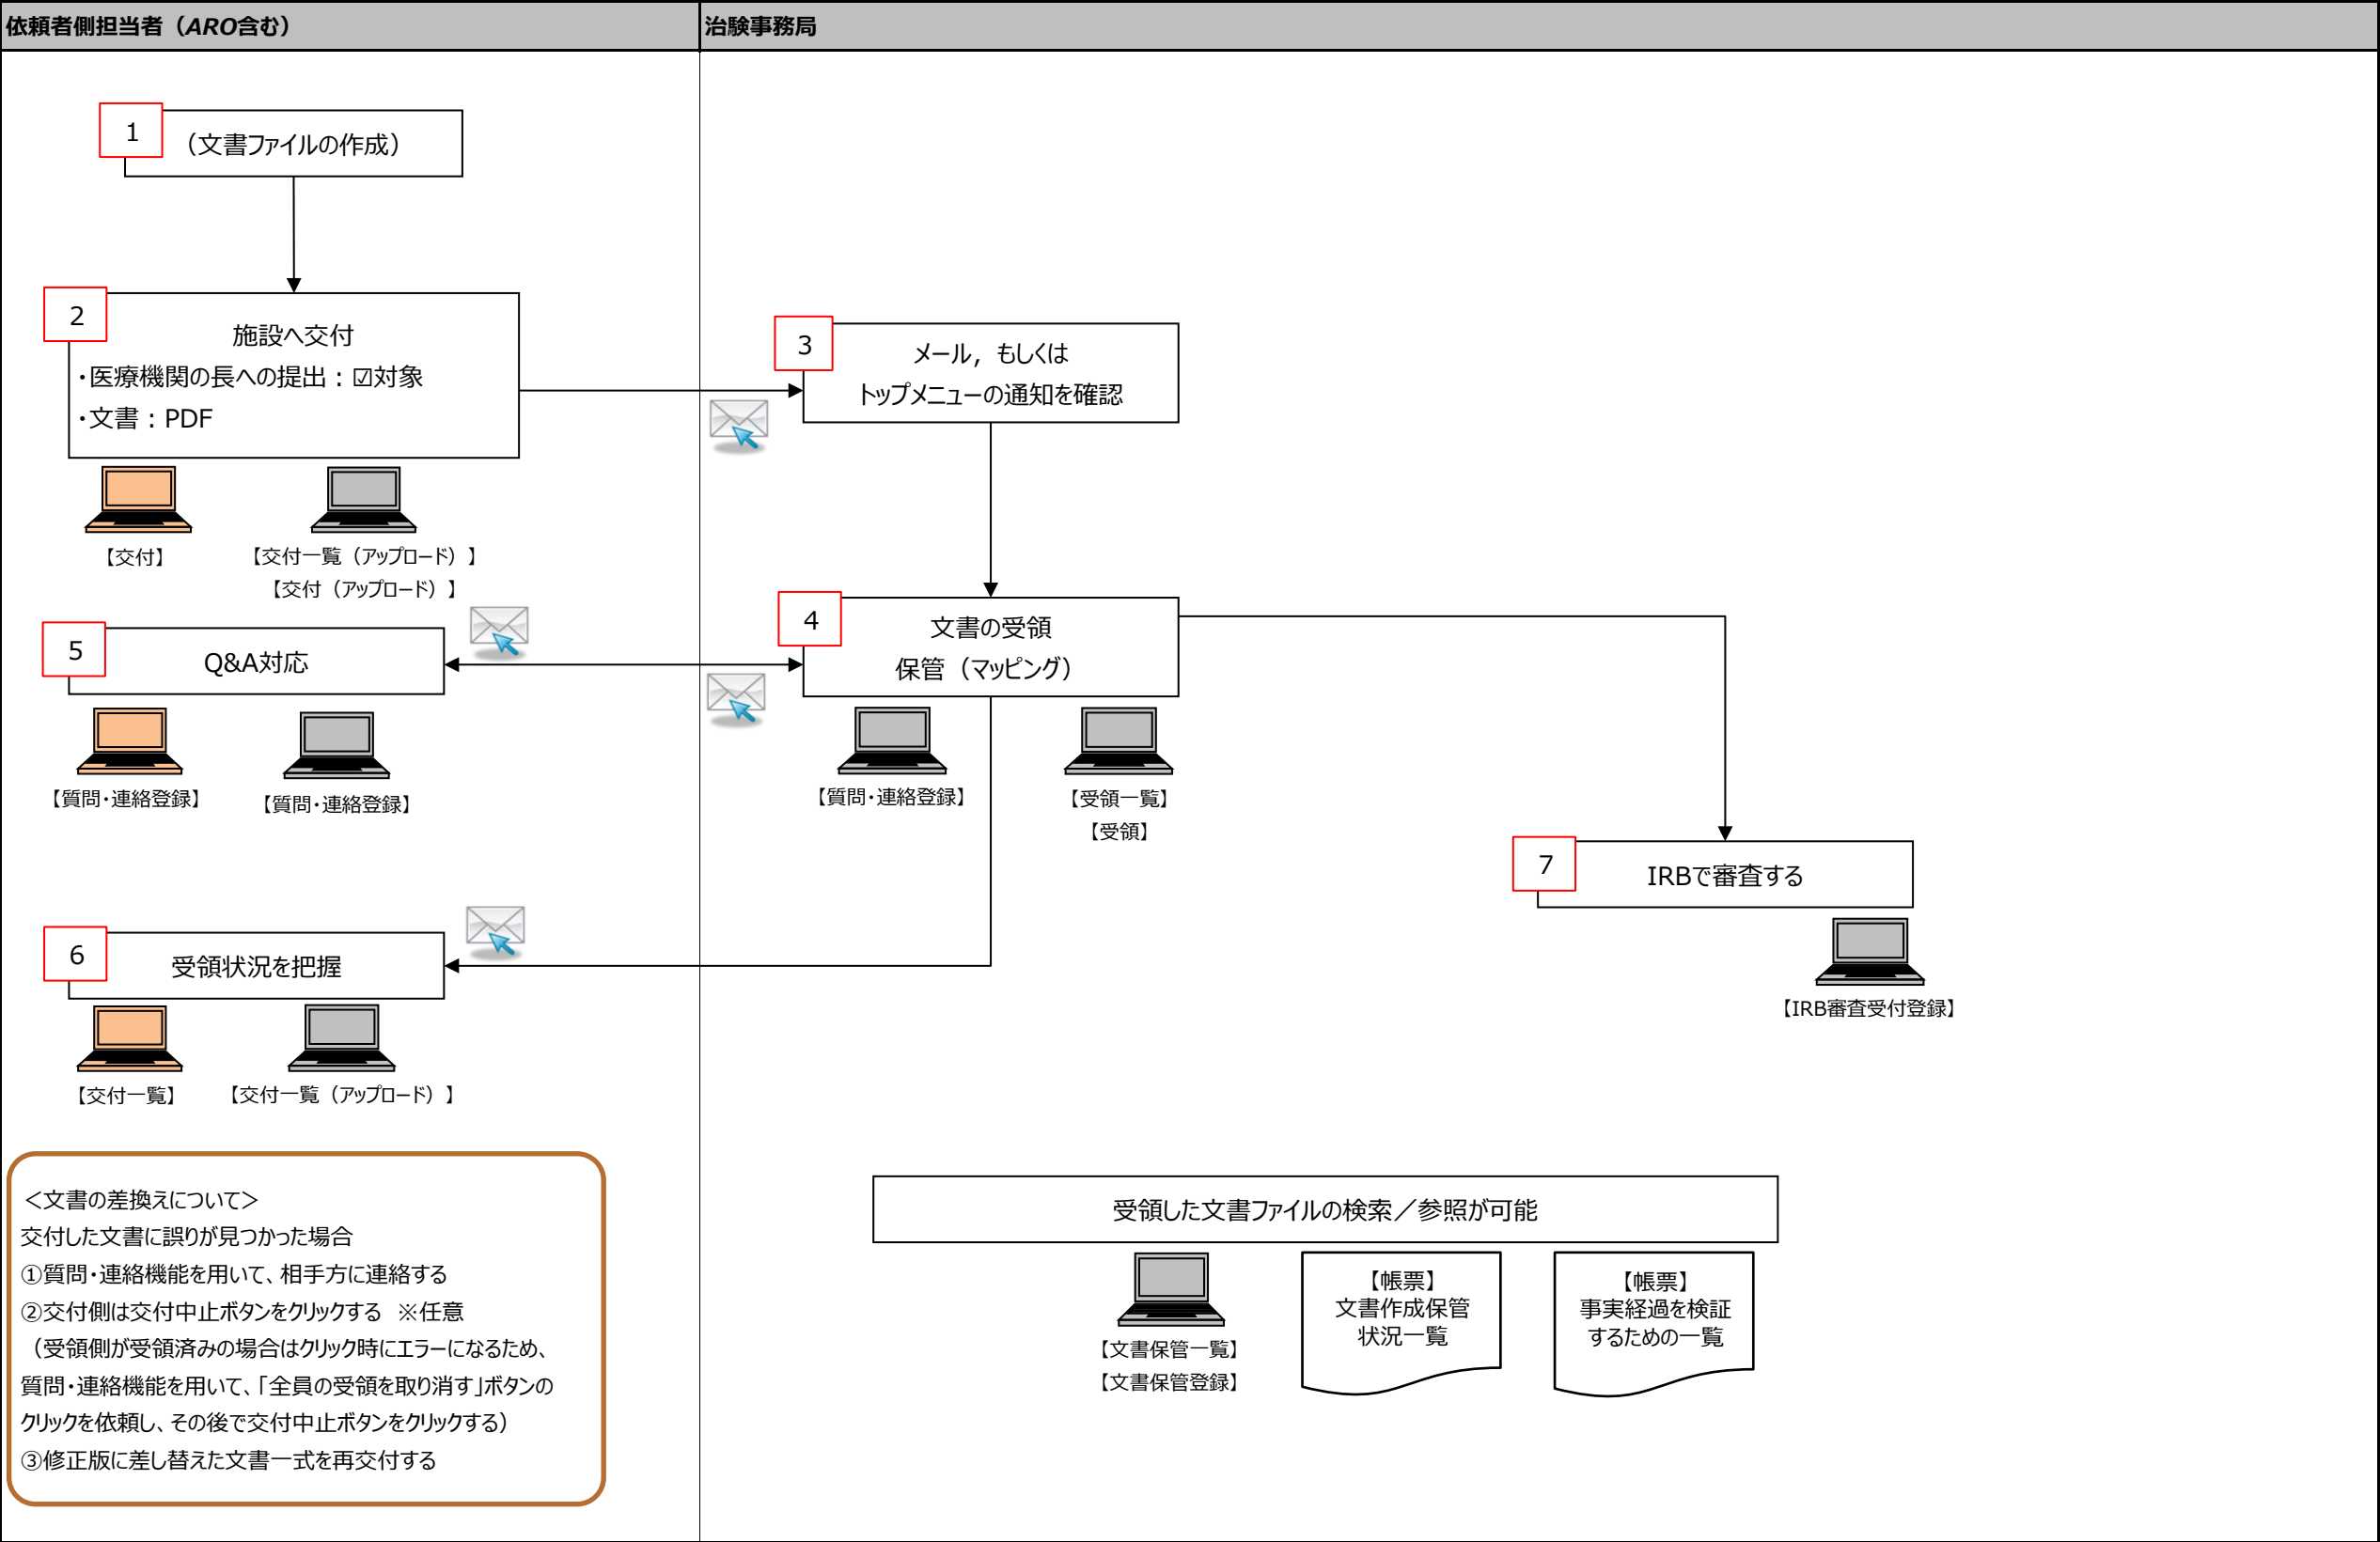 依頼者側担当者（ARO含む）
治験事務局
1
（文書ファイルの作成）
2
施設へ交付
・医療機関の長への提出：☑対象
・文書：PDF
【交付】
【交付一覧（アップロード）】
【交付（アップロード）】
3
メール，もしくは
トップメニューの通知を確認
4
文書の受領
保管（マッピング）
【質問・連絡登録】
【受領一覧】
【受領】
5
Q&A対応
【質問・連絡登録】
【質問・連絡登録】
6
受領状況を把握
【交付一覧】
【交付一覧（アップロード）】
7
IRBで審査する
【IRB審査受付登録】
＜文書の差換えについて＞
交付した文書に誤りが見つかった場合
①質問・連絡機能を用いて、相手方に連絡する
②交付側は交付中止ボタンをクリックする　※任意
（受領側が受領済みの場合はクリック時にエラーになるため、
質問・連絡機能を用いて、「全員の受領を取り消す」ボタンの
クリックを依頼し、その後で交付中止ボタンをクリックする）
③修正版に差し替えた文書一式を再交付する
受領した文書ファイルの検索／参照が可能
【文書保管一覧】
【文書保管登録】
【帳票】
文書作成保管
状況一覧
【帳票】
事実経過を検証
するための一覧